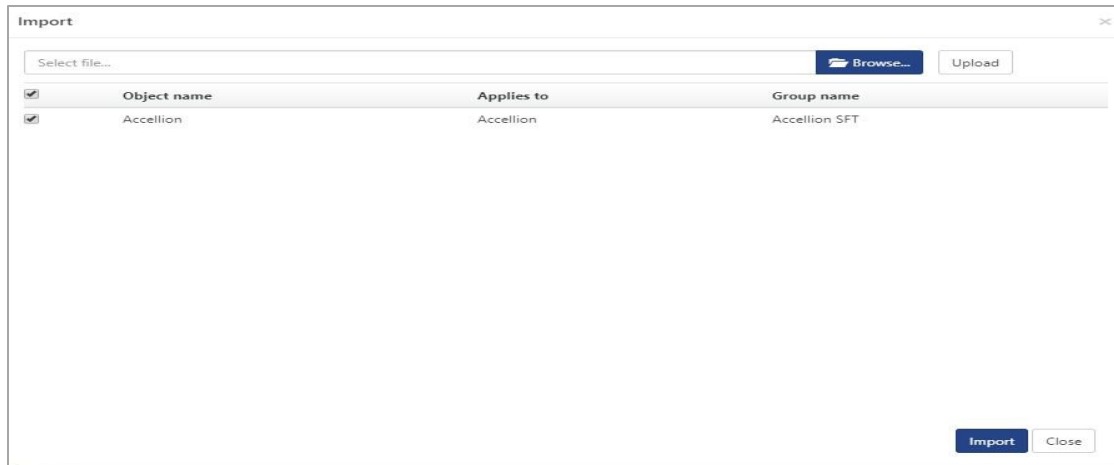 Import
Select file... Browse... Upload
Object name Applies to Group name
Accellion Accellion Accellion SFT
Import Close